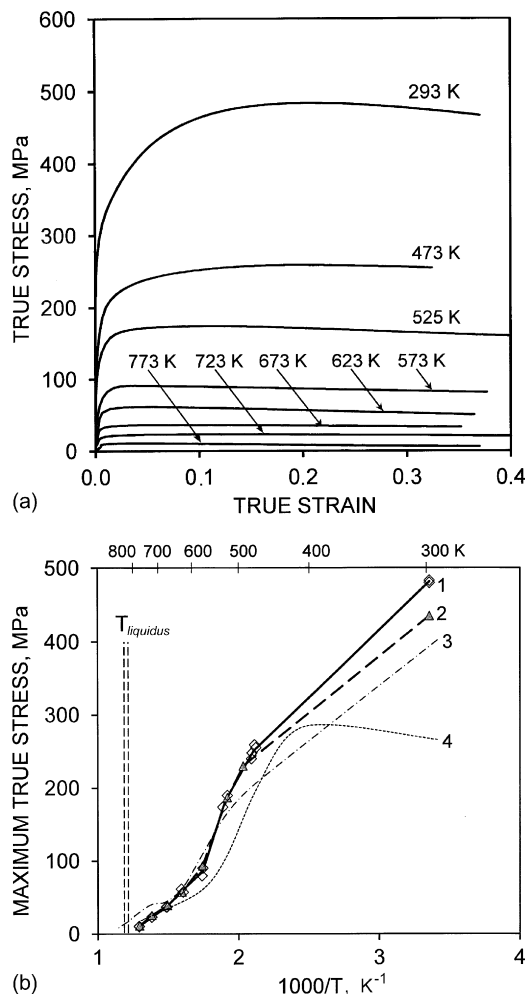 600
500
400
300
200
100
0
TRUE STRESS, MPa
293 K
473 K
525 K
773 K 723 K 673 K 623 K 573 K
0.0 0.1 0.2 0.3 0.4
TRUE STRAIN
(a)
800 700 600 500 400 300 K
500
400
300
200
100
0
MAXIMUM TRUE STRESS, MPa
Tliquidus
1
2
3
4
1 2 3 4
1000/T, K-1
(b)